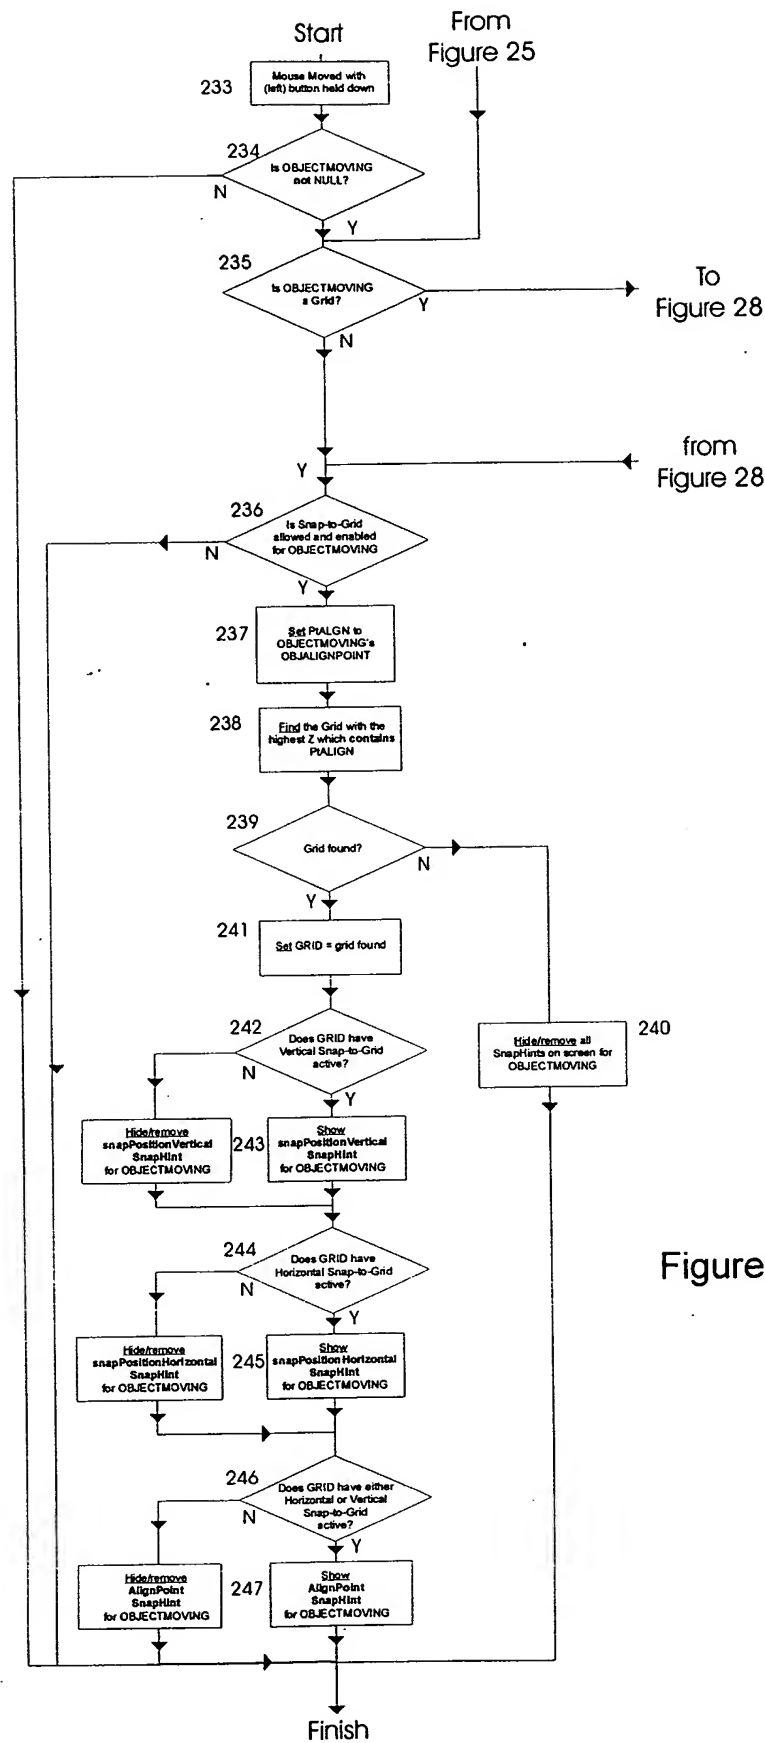 Start
From
Figure 25
233
Mouse Moved with
(left) button held down
234
Is OBJECTMOVING
not NULL?
N
Y
235
Is OBJECTMOVING
a Grid?
Y
To
Figure 28
N
from
Figure 28
Y
236
Is Snap-to-Grid
allowed and enabled
for OBJECTMOVING
N
Y
237
Set PtALGN to
OBJECTMOVING's
OBJALIGNPOINT
238
Find the Grid with the
highest Z which contains
PtALIGN
239
Grid found?
N
Y
241
Set GRID = grid found
242
Does GRID have
Vertical Snap-to-Grid
active?
N
Y
240
Hide/remove all
SnapHints on screen for
OBJECTMOVING
Hide/remove
snapPositionVertical
SnapHint
for OBJECTMOVING
243
Show
snapPositionVertical
SnapHint
for OBJECTMOVING
244
Does GRID have
Horizontal Snap-to-Grid
active?
N
Y
Figure
Hide/remove
snapPositionHorizontal
SnapHint
for OBJECTMOVING
245
Show
snapPositionHorizontal
SnapHint
for OBJECTMOVING
246
Does GRID have either
Horizontal or Vertical
Snap-to-Grid
active?
N
Y
Hide/remove
AlignPoint
SnapHint
for OBJECTMOVING
247
Show
AlignPoint
SnapHint
for OBJECTMOVING
Finish